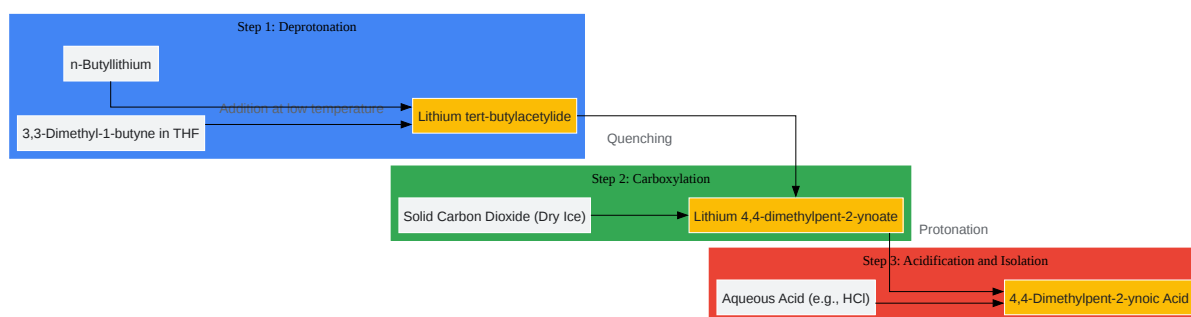 Step 1: Deprotonation
n-Butyllithium
Addition at low temperature
Lithium tert-butylacetylide
3,3-Dimethyl-1-butyne in THF
Quenching
Step 2: Carboxylation
Solid Carbon Dioxide (Dry Ice)
Lithium 4,4-dimethylpent-2-ynoate
Protonation
Step 3: Acidification and Isolation
Aqueous Acid (e.g., HCl)
4,4-Dimethylpent-2-ynoic Acid